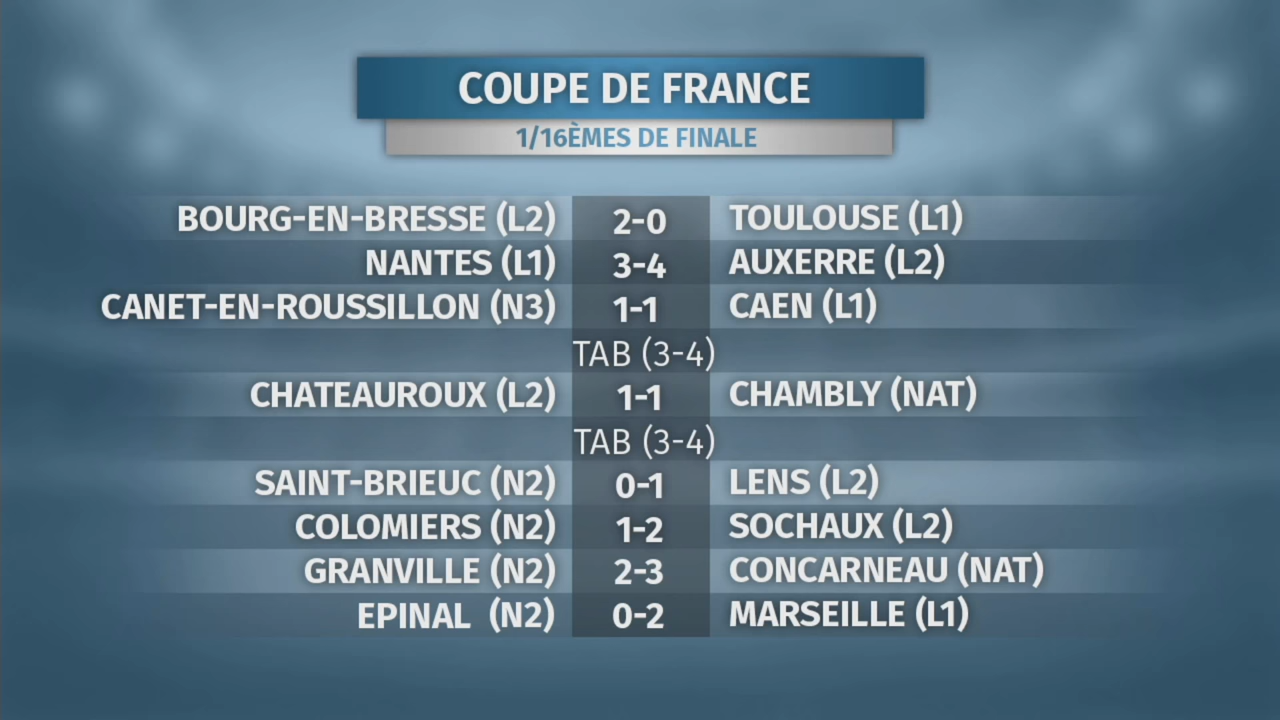 COUPE DE FRANCE
1/16ÈMES DE FINALE
BOURG-EN-BRESSE (L2) 2-0 TOULOUSE (L1)
NANTES (L1) 3-4 AUXERRE (L2)
CANET-EN-ROUSSILLON (N3) 1-1 CAEN (L1)
TAB (3-4)
CHATEAUROUX (L2) 1-1 CHAMBLY (NAT)
TAB (3-4)
SAINT-BRIEUC (N2) 0-1 LENS (L2)
COLOMIERS (N2) 1-2 SOCHAUX (L2)
GRANVILLE (N2) 2-3 CONCARNEAU (NAT)
EPINAL (N2) 0-2 MARSEILLE (L1)